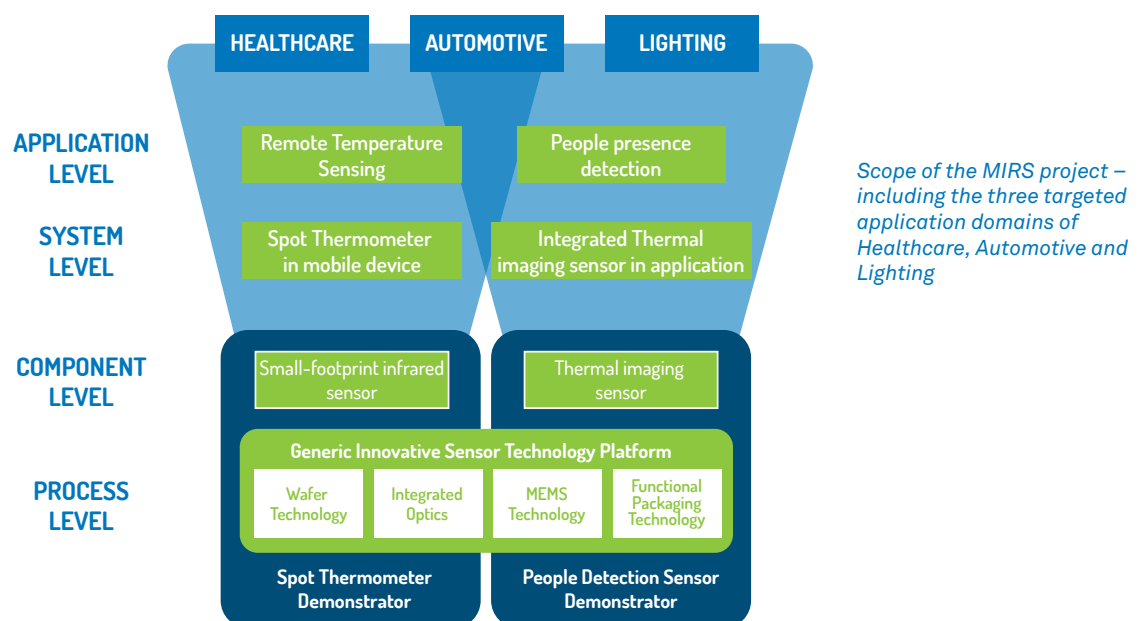 HEALTHCARE
AUTOMOTIVE
LIGHTING
APPLICATION
LEVEL
Remote Temperature
Sensing
People presence
detection
Scope of the MIRS project –
including the three targeted
application domains of
Healthcare, Automotive and
Lighting
SYSTEM
LEVEL
Spot Thermometer
in mobile device
Integrated Thermal
imaging sensor in application
COMPONENT
LEVEL
Small-footprint infrared
sensor
Thermal imaging
sensor
PROCESS
LEVEL
Generic Innovative Sensor Technology Platform
Wafer
Technology
Integrated
Optics
MEMS
Technology
Functional
Packaging
Technology
Spot Thermometer
Demonstrator
People Detection Sensor
Demonstrator